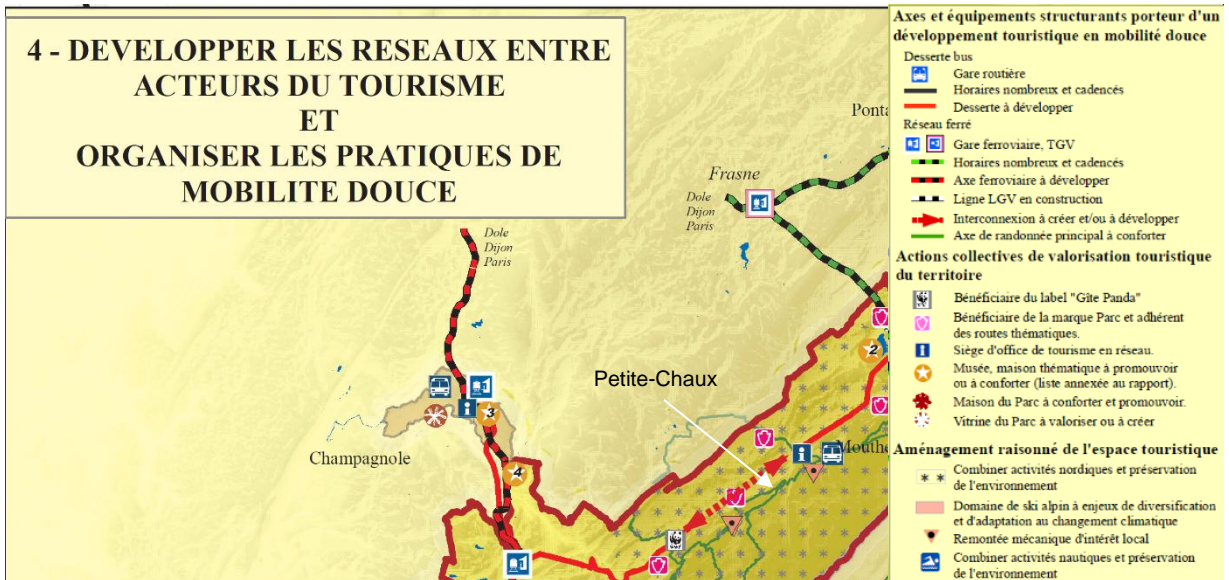 4 - DEVELOPPER LES RESEAUX ENTRE
ACTEURS DU TOURISME
ET
ORGANISER LES PRATIQUES DE
MOBILITE DOUCE
Ponta
Frasne
Dole
Dijon
Paris
Dole
Dijon
Paris
2
Petite-Chaux
3
Champagnole
4
Mouthe
Axes et équipements structurants porteur d'un
développement touristique en mobilité douce
Desserte bus
Gare routière
Horaires nombreux et cadencés
Desserte à développer
Réseau ferré
Gare ferroviaire, TGV
Horaires nombreux et cadencés
Axe ferroviaire à développer
Ligne LGV en construction
Interconnexion à créer et/ou à développer
Axe de randonnée principal à conforter
Actions collectives de valorisation touristique
du territoire
Bénéficiaire du label "Gîte Panda"
Bénéficiaire de la marque Parc et adhérent
des routes thématiques.
Siège d'office de tourisme en réseau.
Musée, maison thématique à promouvoir
ou à conforter (liste annexée au rapport).
Maison du Parc à conforter et promouvoir.
Vitrine du Parc à valoriser ou à créer
Aménagement raisonné de l'espace touristique
Combiner activités nordiques et préservation
de l'environnement
Domaine de ski alpin à enjeux de diversification
et d'adaptation au changement climatique
Remontée mécanique d'intérêt local
Combiner activités nautiques et préservation
de l'environnement